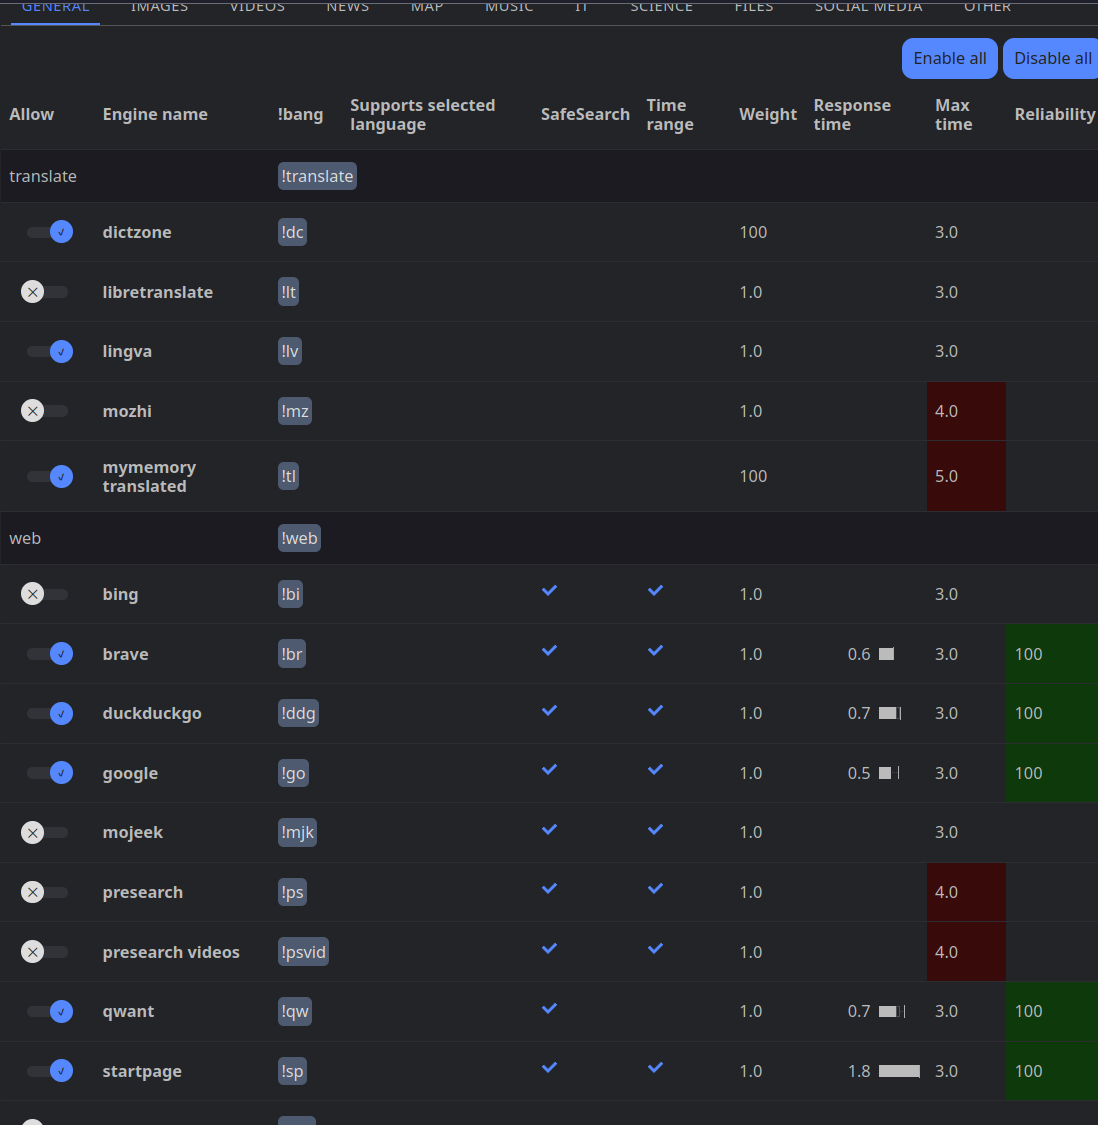 GENERAL IMAGES VIDEOS NEWS MAP MUSIC IT SCIENCE FILES SOCIAL MEDIA OTHER
Enable all Disable all
Allow Engine name !bang Supports selected language SafeSearch Time range Weight Response time Max time Reliability
translate !translate
dictzone !dc 100 3.0
libretranslate !lt 1.0 3.0
lingva !lv 1.0 3.0
mozhi !mz 1.0 4.0
mymemory translated !tl 100 5.0
web !web
bing !bi 1.0 3.0
brave !br 1.0 0.6 3.0 100
duckduckgo !ddg 1.0 0.7 3.0 100
google !go 1.0 0.5 3.0 100
mojeek !mjk 1.0 3.0
presearch !ps 1.0 4.0
presearch videos !psvid 1.0 4.0
qwant !qw 1.0 0.7 3.0 100
startpage !sp 1.0 1.8 3.0 100